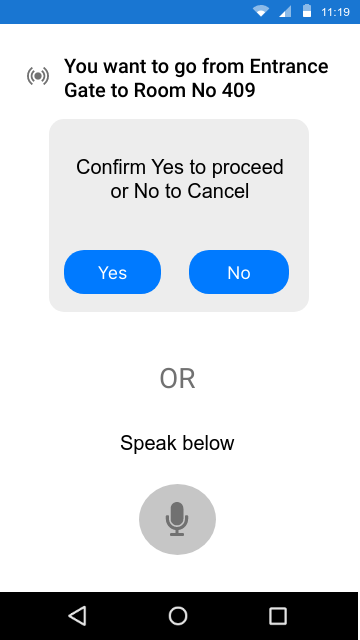 11:19
You want to go from Entrance
Gate to Room No 409
Confirm Yes to proceed
or No to Cancel
Yes
No
OR
Speak below